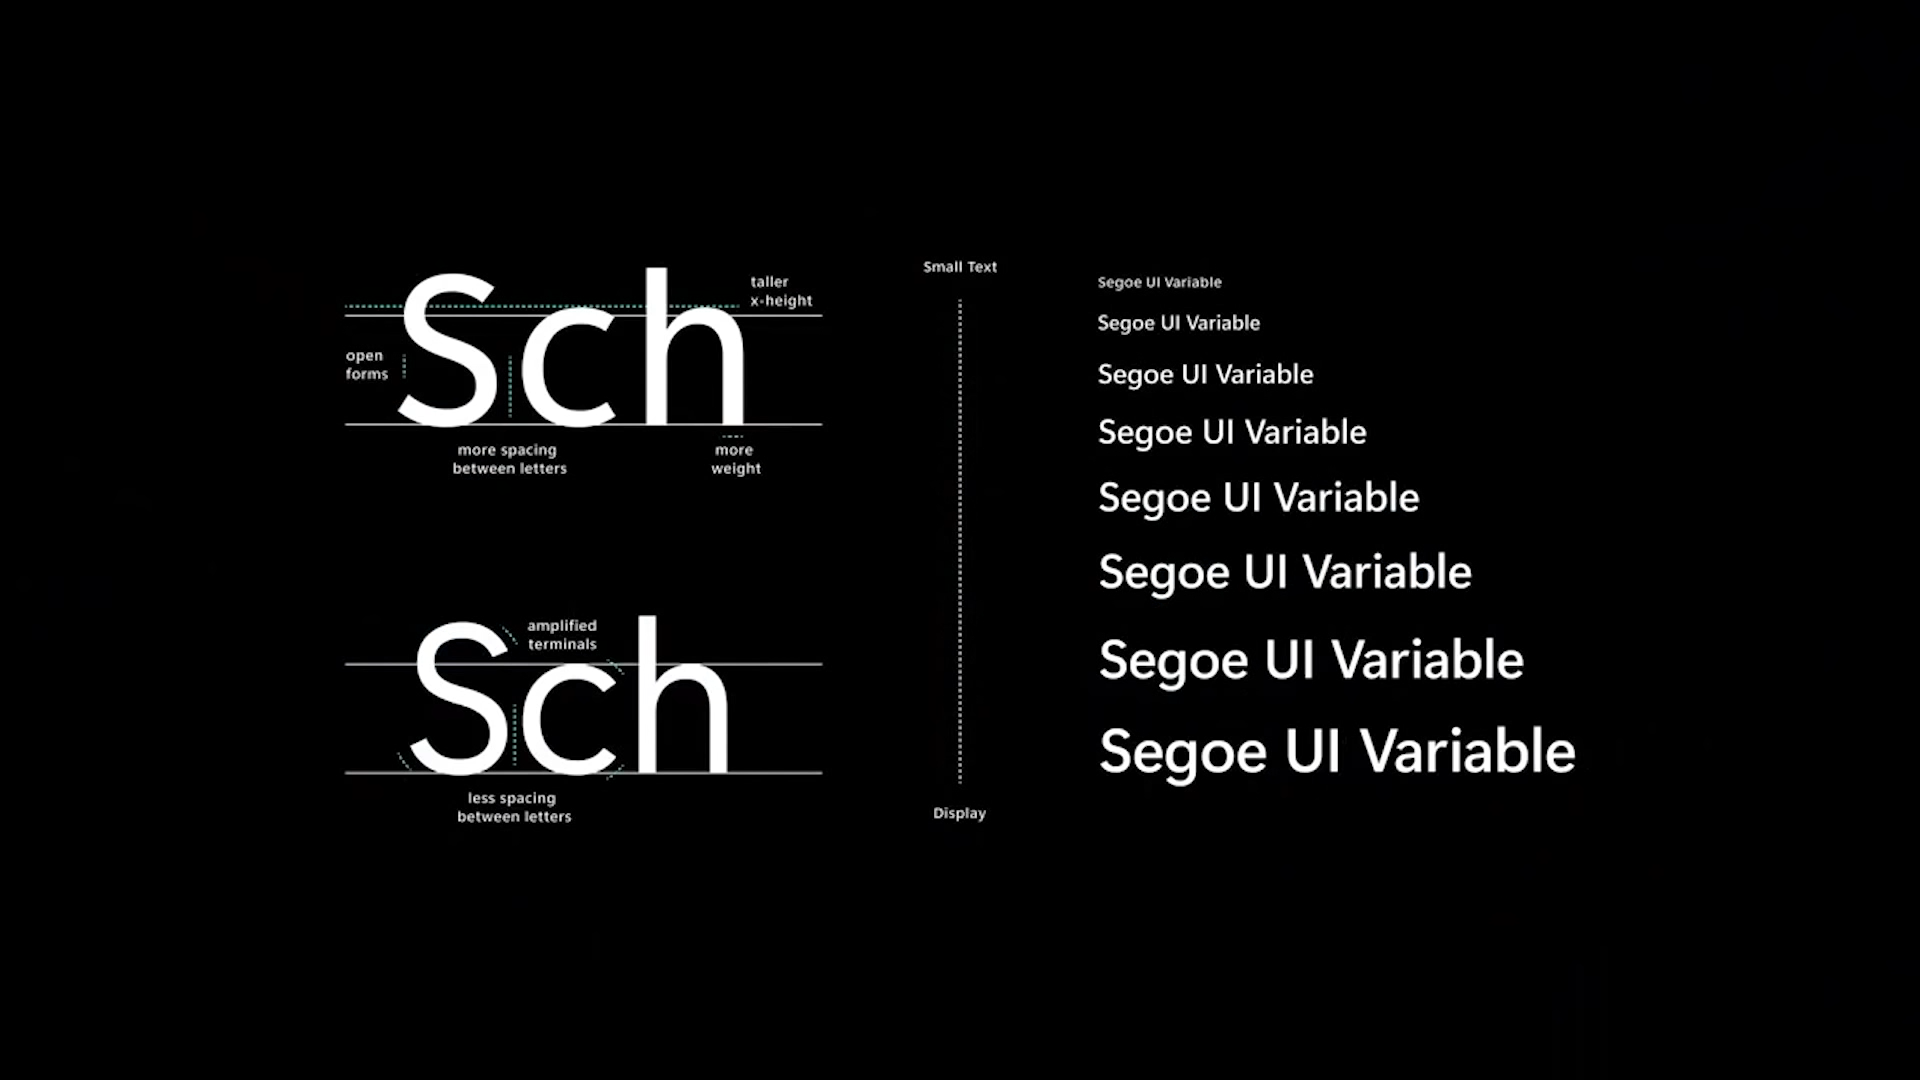 Sch
taller
x-height
open
forms
more spacing
between letters
more
weight
Sch
amplified
terminals
less spacing
between letters
Small Text
Display
Segoe UI Variable
Segoe UI Variable
Segoe UI Variable
Segoe UI Variable
Segoe UI Variable
Segoe UI Variable
Segoe UI Variable
Segoe UI Variable